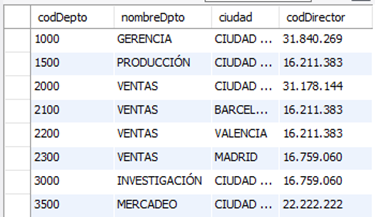 codDepto nombreDpto ciudad codDirector
1000 GERENCIA CIUDAD ... 31.840.269
1500 PRODUCCIÓN CIUDAD ... 16.211.383
2000 VENTAS CIUDAD ... 31.178.144
2100 VENTAS BARCEL... 16.211.383
2200 VENTAS VALENCIA 16.211.383
2300 VENTAS MADRID 16.759.060
3000 INVESTIGACIÓN CIUDAD ... 16.759.060
3500 MERCADEO CIUDAD ... 22.222.222